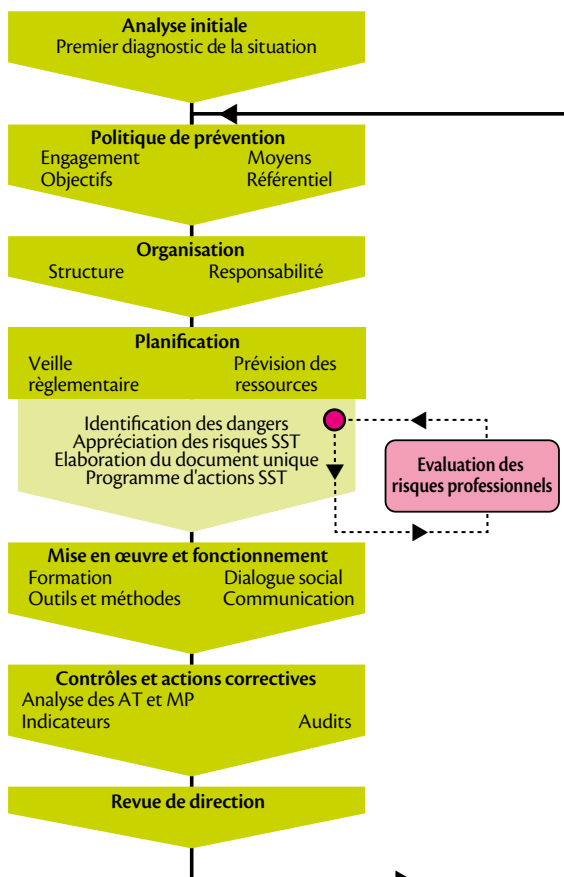 Analyse initiale
Premier diagnostic de la situation
Politique de prévention
Engagement Moyens
Objectifs Référentiel
Organisation
Structure Responsabilité
Planification
Veille Prévision des
règlementaire ressources
Identification des dangers
Appréciation des risques SST
Elaboration du document unique
Programme d'actions SST
Evaluation des
risques professionnels
Mise en œuvre et fonctionnement
Formation Dialogue social
Outils et méthodes Communication
Contrôles et actions correctives
Analyse des AT et MP
Indicateurs Audits
Revue de direction